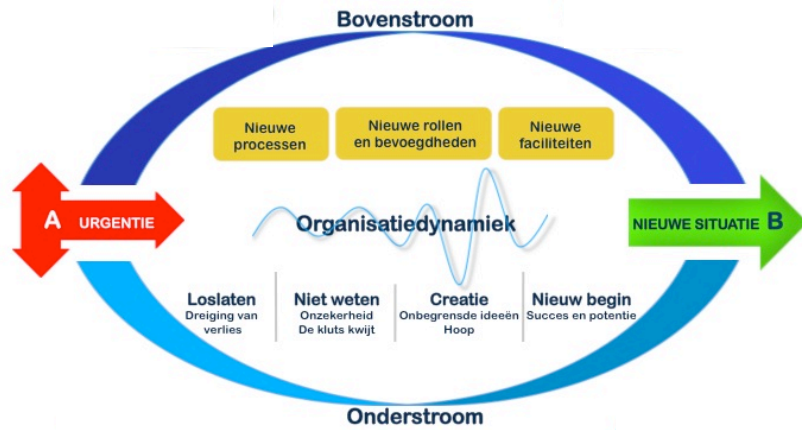 Bovenstroom
Nieuwe
processen
Nieuwe rollen
en bevoegdheden
Nieuwe
faciliteiten
A URGENTIE
Organisatiedynamiek
NIEUWE SITUATIE B
Loslaten
Dreiging van
verlies
Niet weten
Onzekerheid
De kluts kwijt
Creatie
Onbegrensde ideeën
Hoop
Nieuw begin
Succes en potentie
Onderstroom